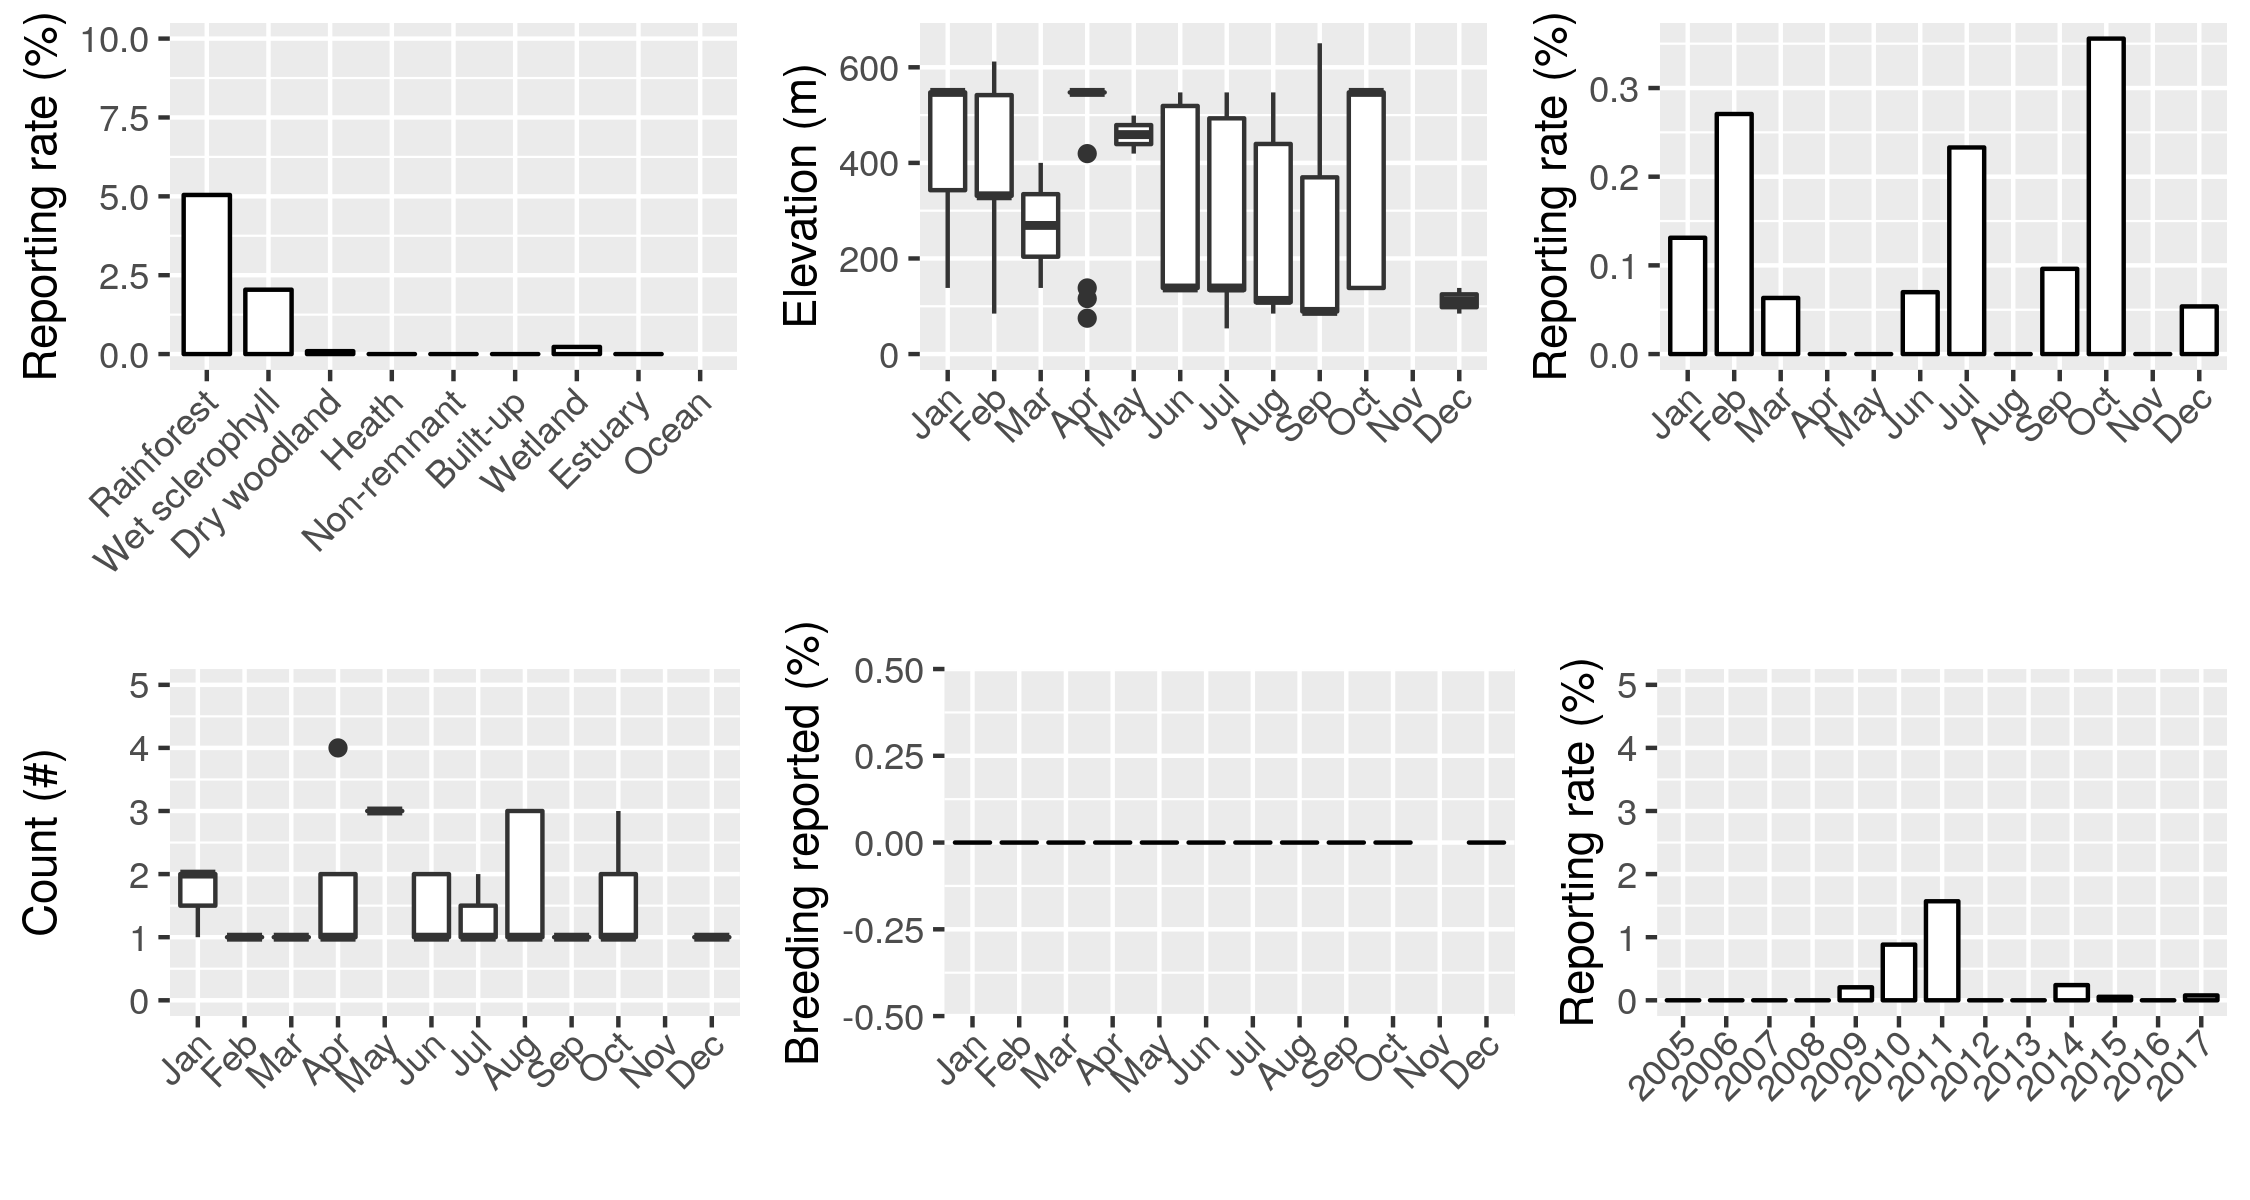 Reporting rate (%)
10.0
7.5
5.0
2.5
0.0
Rainforest
Wet sclerophyll
Dry woodland
Heath
Non-remnant
Built-up
Wetland
Estuary
Ocean
Elevation (m)
600
400
200
0
Jan
Feb
Mar
Apr
May
Jun
Jul
Aug
Sep
Oct
Nov
Dec
Reporting rate (%)
0.3
0.2
0.1
0.0
Jan
Feb
Mar
Apr
May
Jun
Jul
Aug
Sep
Oct
Nov
Dec
Count (#)
5
4
3
2
1
0
Jan
Feb
Mar
Apr
May
Jun
Jul
Aug
Sep
Oct
Nov
Dec
Breeding reported (%)
0.50
0.25
0.00
-0.25
-0.50
Jan
Feb
Mar
Apr
May
Jun
Jul
Aug
Sep
Oct
Nov
Dec
Reporting rate (%)
5
4
3
2
1
0
2005
2006
2007
2008
2009
2010
2011
2012
2013
2014
2015
2016
2017